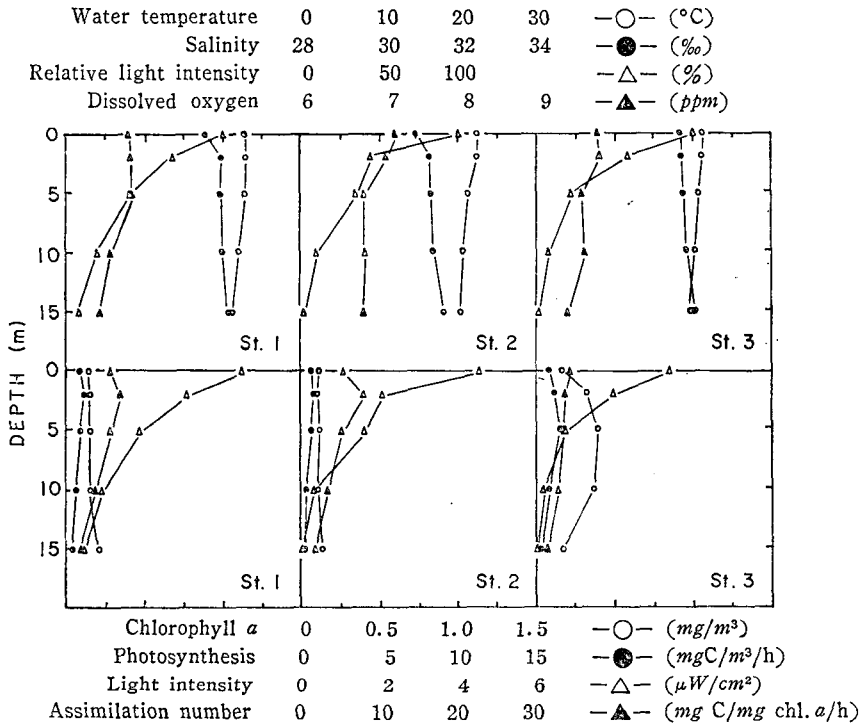 Water temperature 0 10 20 30 —○— (°C)
Salinity 28 30 32 34 —●— (‰)
Relative light intensity 0 50 100 —△— (%)
Dissolved oxygen 6 7 8 9 —▲— (ppm)
0
5
10
15
DEPTH (m)
St. 1 St. 2 St. 3
0
5
10
15
St. 1 St. 2 St. 3
Chlorophyll a 0 0.5 1.0 1.5 —○— (mg/m³)
Photosynthesis 0 5 10 15 —●— (mgC/m³/h)
Light intensity 0 2 4 6 —△— (μW/cm²)
Assimilation number 0 10 20 30 —▲— (mg C/mg chl. a/h)